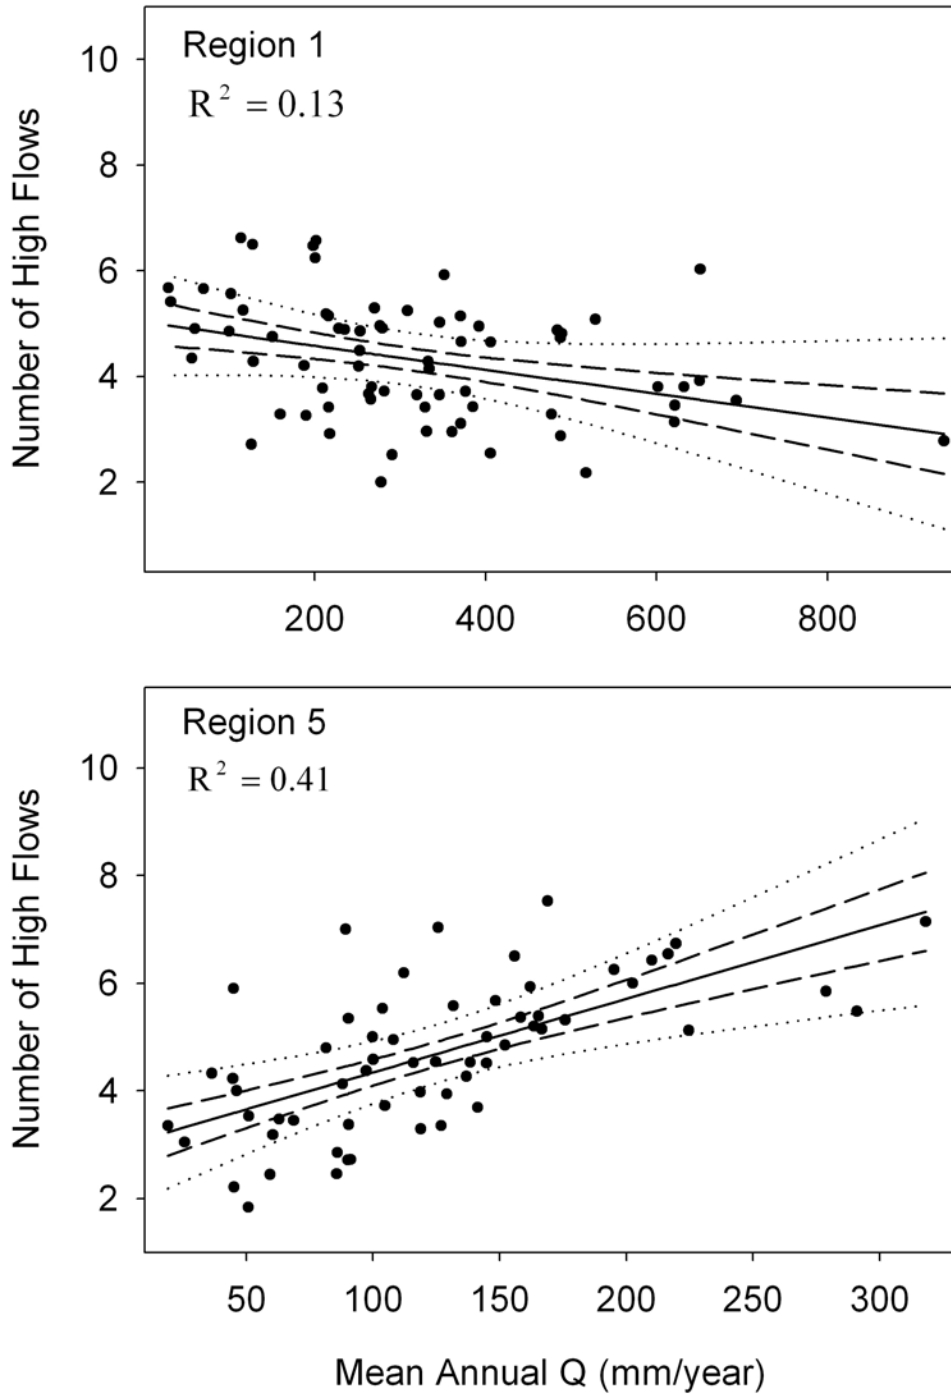 Region 1
R² = 0.13
Number of High Flows
10
8
6
4
2
200 400 600 800
Region 5
R² = 0.41
Number of High Flows
10
8
6
4
2
50 100 150 200 250 300
Mean Annual Q (mm/year)